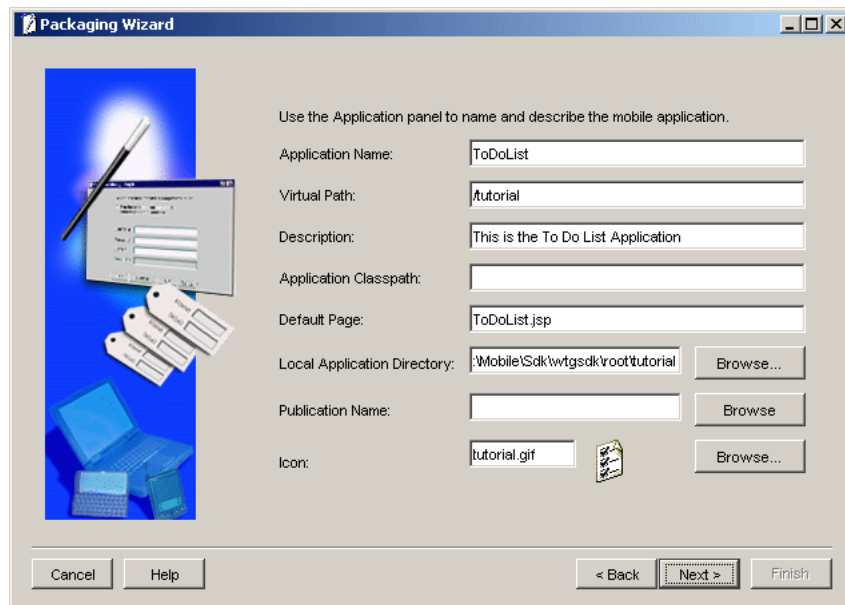 Packaging Wizard
Use the Application panel to name and describe the mobile application.
Application Name: ToDoList
Virtual Path: /tutorial
Description: This is the To Do List Application
Application Classpath:
Default Page: ToDoList.jsp
Local Application Directory: :\Mobile\Sdk\wtgsdk\root\tutorial Browse...
Publication Name: Browse
Icon: tutorial.gif Browse...
Cancel Help < Back Next > Finish